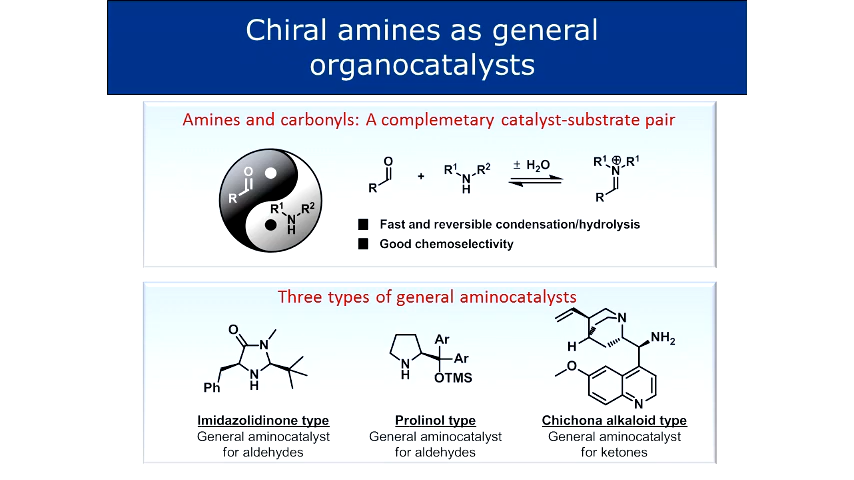 Chiral amines as general
organocatalysts
Amines and carbonyls: A complemetary catalyst-substrate pair
O
R
R¹ R²
N
H
O
R
+
R¹ R²
N
H
± H₂O
R¹ ⊕ R¹
N
R
Fast and reversible condensation/hydrolysis
Good chemoselectivity
Three types of general aminocatalysts
O
N
N
H
Ph
N
H
Ar
Ar
OTMS
N
H
NH₂
O
N
Imidazolidinone type
General aminocatalyst
for aldehydes
Prolinol type
General aminocatalyst
for aldehydes
Chichona alkaloid type
General aminocatalyst
for ketones